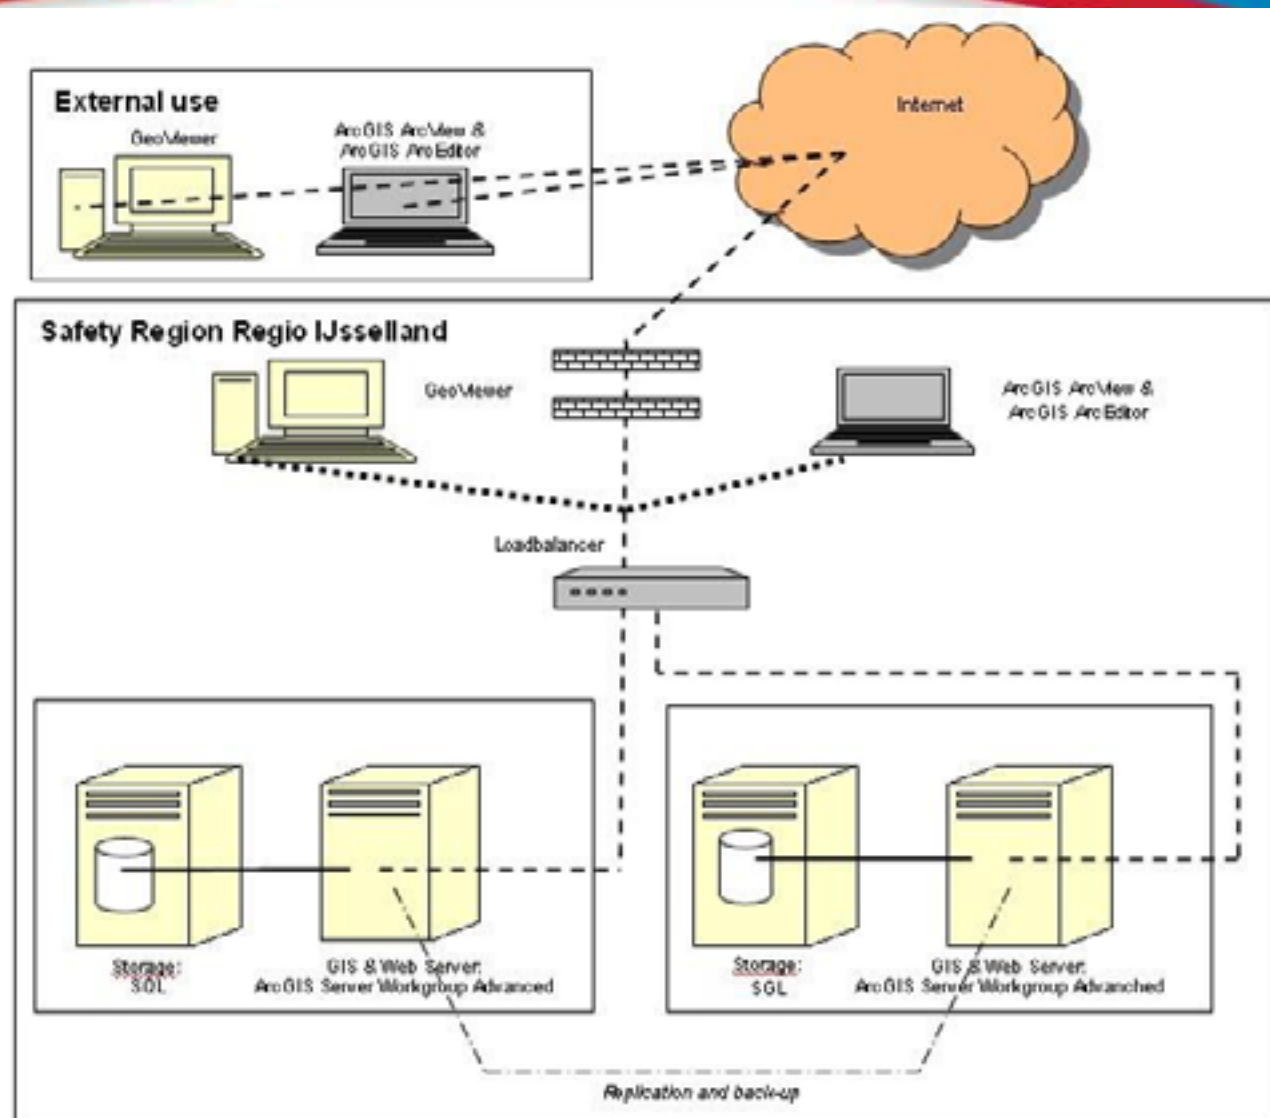 External use
GeoViewer
ArcGIS ArcView &
ArcGIS ArcEditor
Internet
Safety Region Regio IJsselland
GeoViewer
ArcGIS ArcView &
ArcGIS ArcEditor
Loadbalancer
Storage:
SQL
GIS & Web Server:
ArcGIS Server Workgroup Advanced
Storage:
SGL
GIS & Web Server:
ArcGIS Server Workgroup Advanched
Replication and back-up